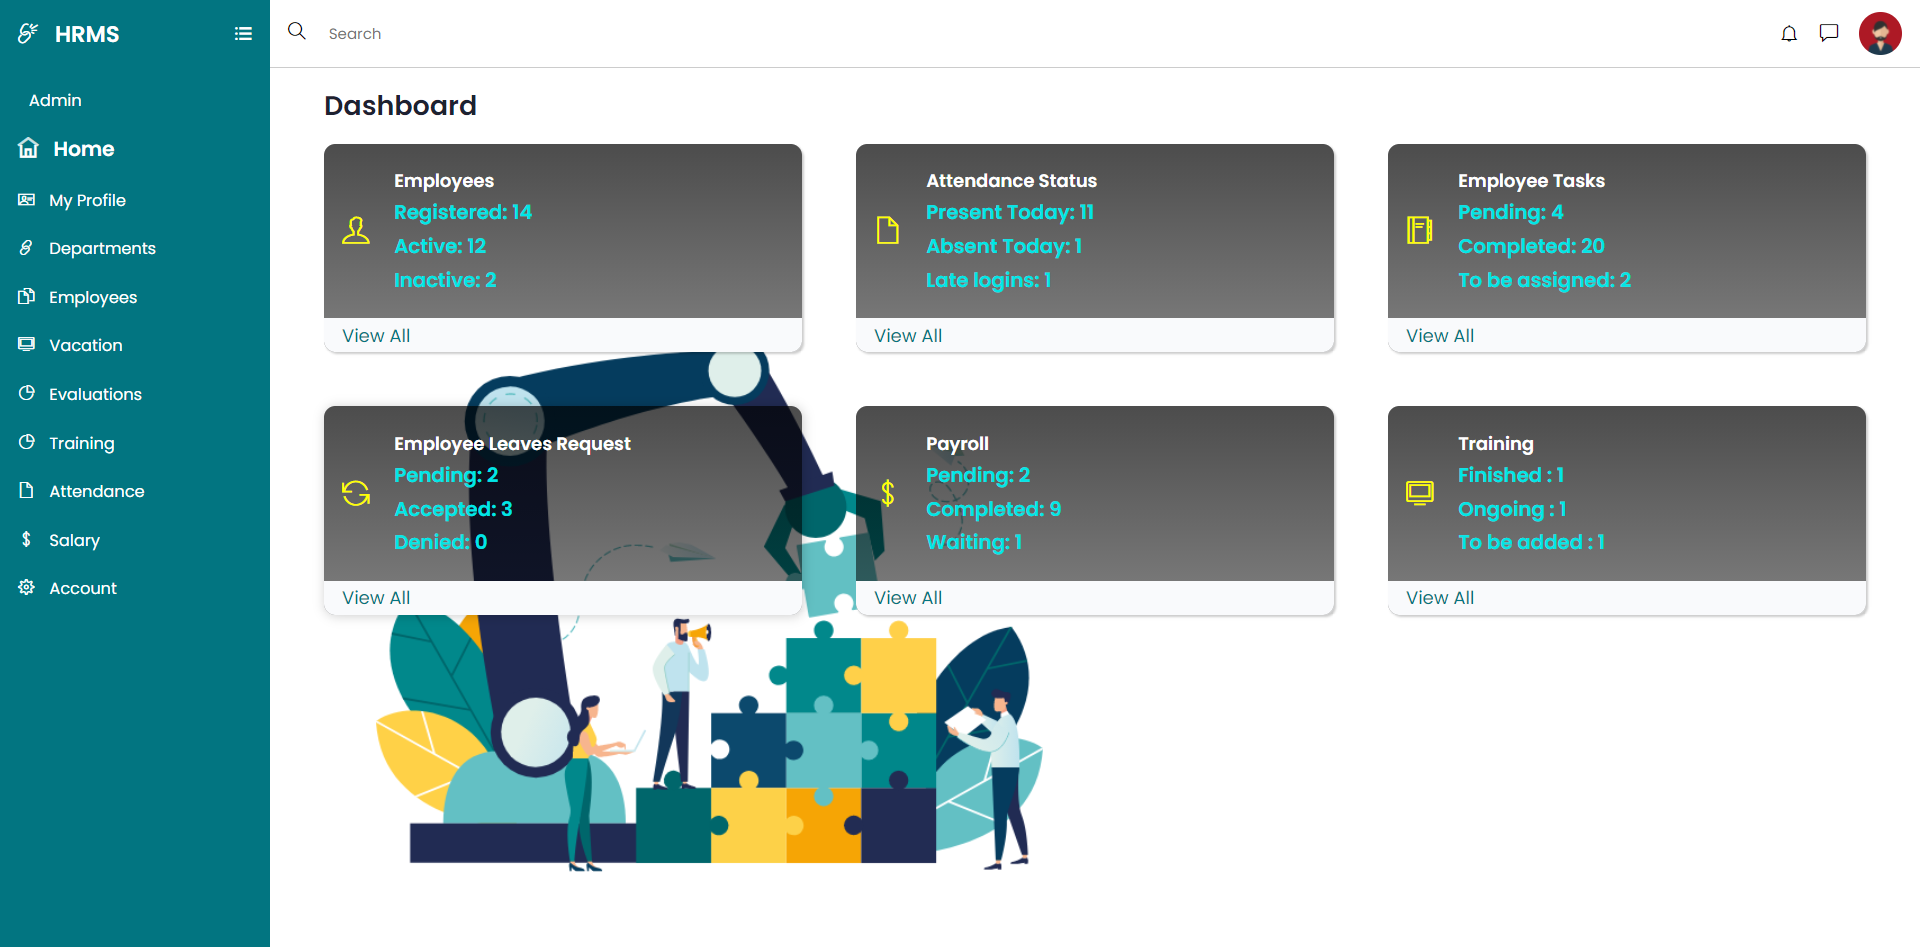 HRMS
Search
Admin
Home
My Profile
Departments
Employees
Vacation
Evaluations
Training
Attendance
Salary
Account
Dashboard
Employees
Registered: 14
Active: 12
Inactive: 2
View All
Attendance Status
Present Today: 11
Absent Today: 1
Late logins: 1
View All
Employee Tasks
Pending: 4
Completed: 20
To be assigned: 2
View All
Employee Leaves Request
Pending: 2
Accepted: 3
Denied: 0
View All
Payroll
Pending: 2
Completed: 9
Waiting: 1
View All
Training
Finished : 1
Ongoing : 1
To be added : 1
View All